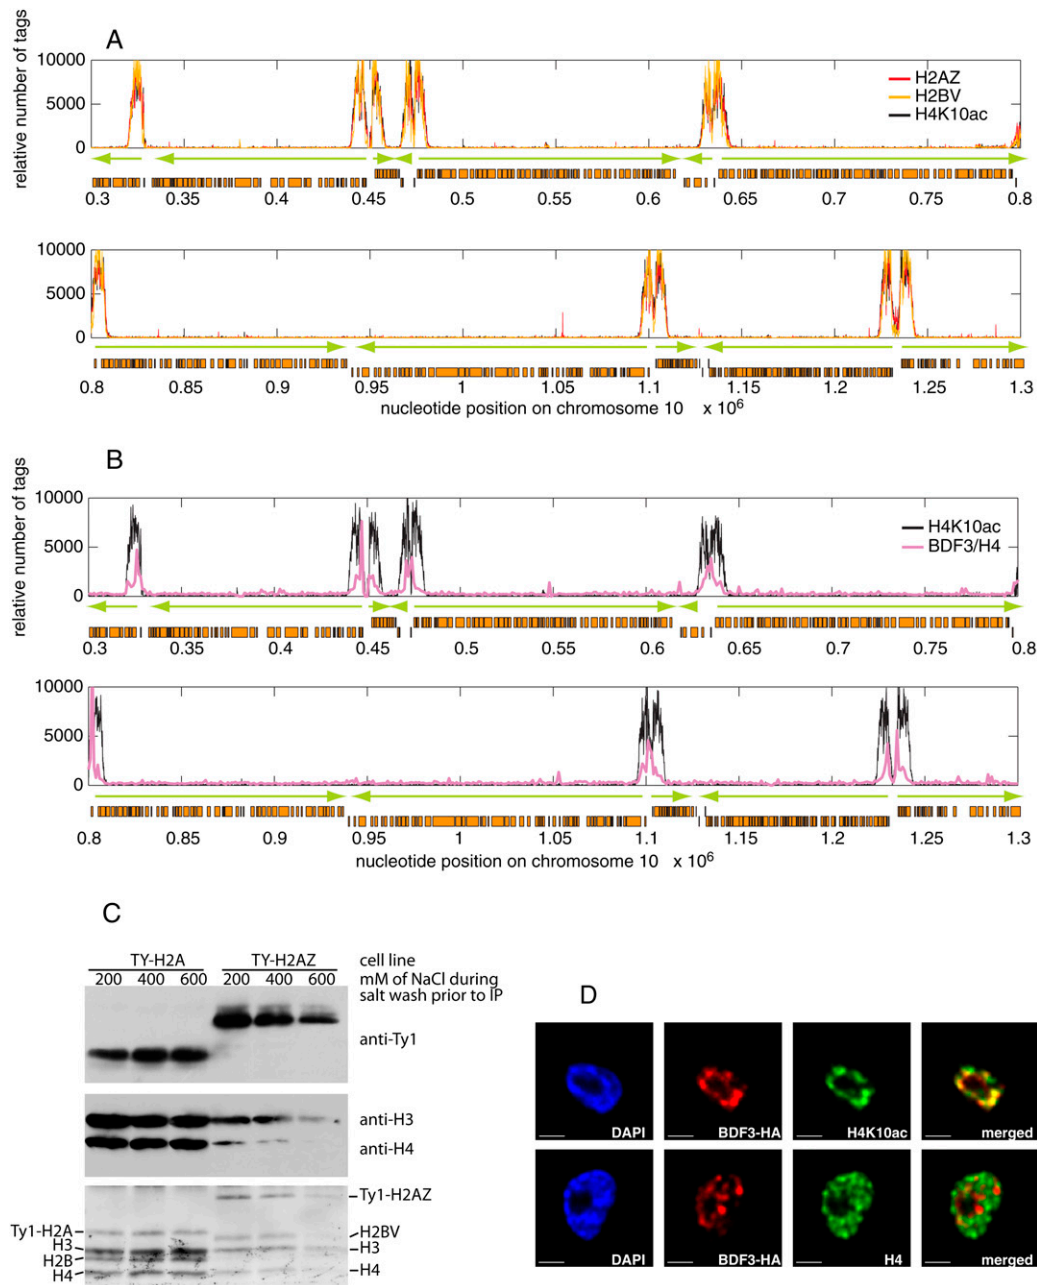 A
relative number of tags
10000
5000
0
H2AZ
H2BV
H4K10ac
0.3 0.35 0.4 0.45 0.5 0.55 0.6 0.65 0.7 0.75 0.8
10000
5000
0
0.8 0.85 0.9 0.95 1 1.05 1.1 1.15 1.2 1.25 1.3
nucleotide position on chromosome 10 x 10⁶
B
relative number of tags
10000
5000
0
H4K10ac
BDF3/H4
0.3 0.35 0.4 0.45 0.5 0.55 0.6 0.65 0.7 0.75 0.8
10000
5000
0
0.8 0.85 0.9 0.95 1 1.05 1.1 1.15 1.2 1.25 1.3
nucleotide position on chromosome 10 x 10⁶
C
TY-H2A TY-H2AZ cell line
200 400 600 200 400 600 mM of NaCl during
salt wash prior to IP
anti-Ty1
anti-H3
anti-H4
Ty1-H2AZ
Ty1-H2A H2BV
H3 H3
H2B
H4 H4
D
DAPI BDF3-HA H4K10ac merged
DAPI BDF3-HA H4 merged